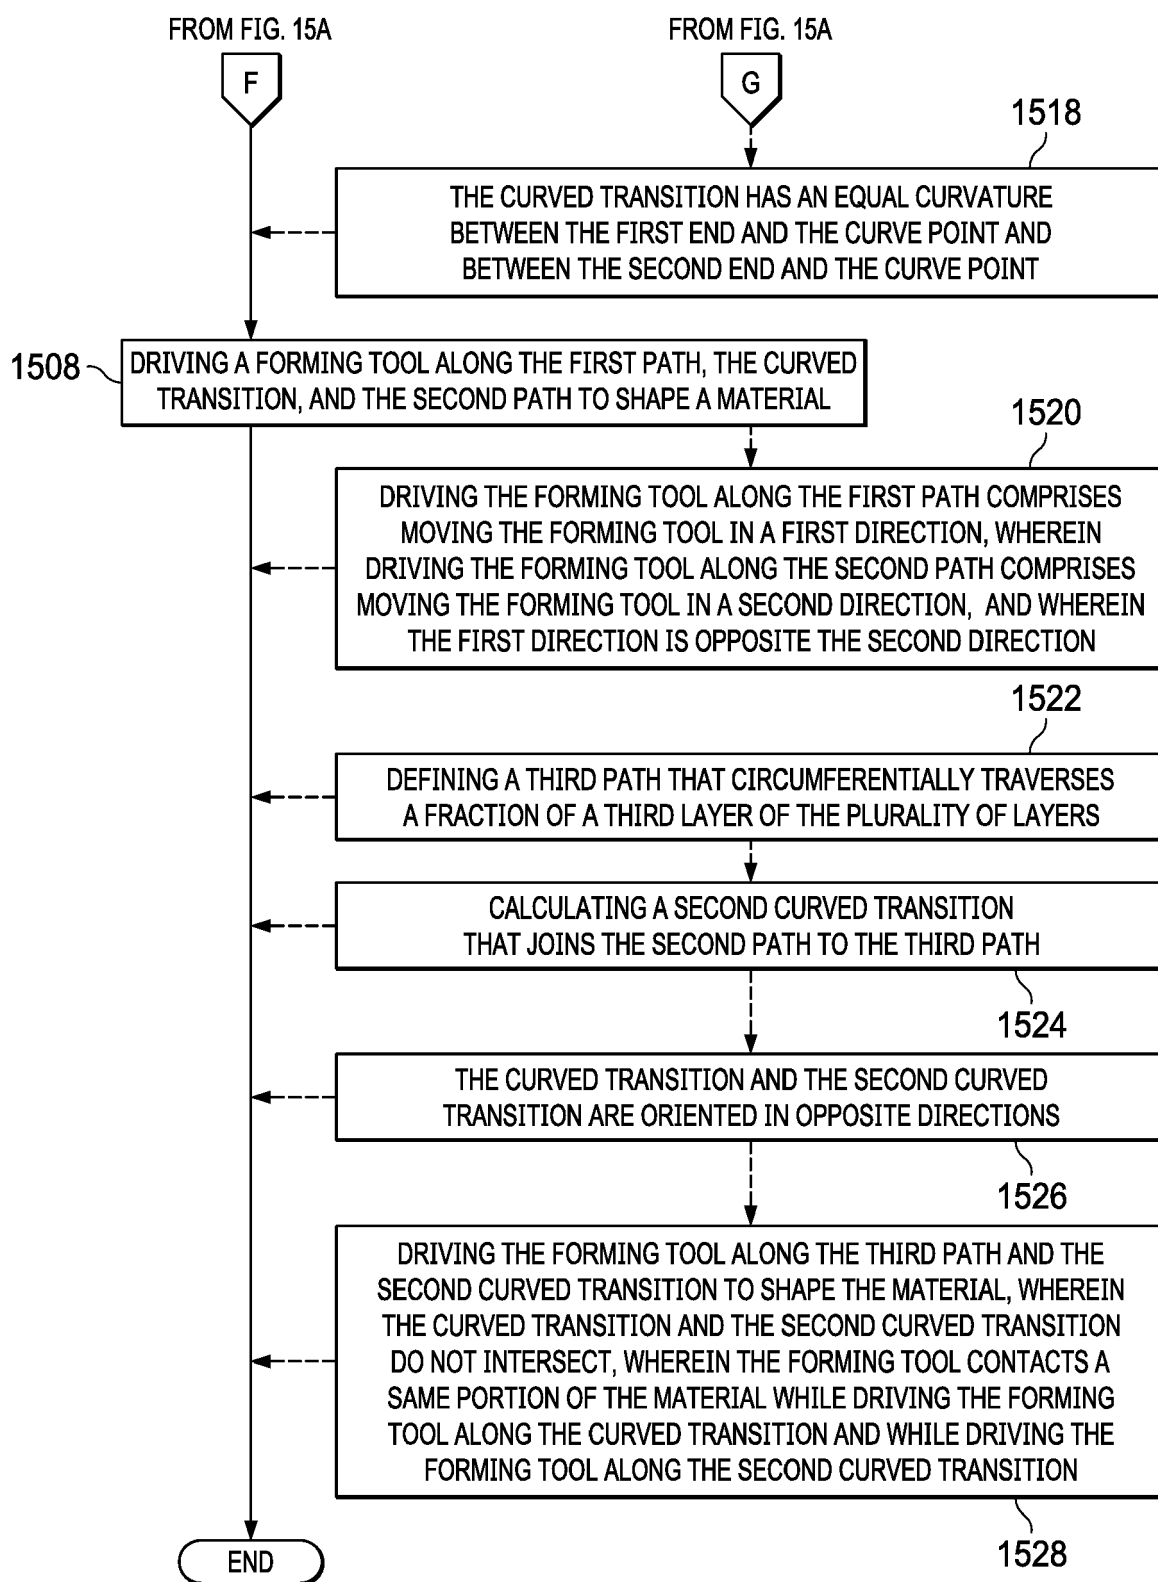 FROM FIG. 15A
FROM FIG. 15A
F
G
1518
THE CURVED TRANSITION HAS AN EQUAL CURVATURE
BETWEEN THE FIRST END AND THE CURVE POINT AND
BETWEEN THE SECOND END AND THE CURVE POINT
1508
DRIVING A FORMING TOOL ALONG THE FIRST PATH, THE CURVED
TRANSITION, AND THE SECOND PATH TO SHAPE A MATERIAL
1520
DRIVING THE FORMING TOOL ALONG THE FIRST PATH COMPRISES
MOVING THE FORMING TOOL IN A FIRST DIRECTION, WHEREIN
DRIVING THE FORMING TOOL ALONG THE SECOND PATH COMPRISES
MOVING THE FORMING TOOL IN A SECOND DIRECTION, AND WHEREIN
THE FIRST DIRECTION IS OPPOSITE THE SECOND DIRECTION
1522
DEFINING A THIRD PATH THAT CIRCUMFERENTIALLY TRAVERSES
A FRACTION OF A THIRD LAYER OF THE PLURALITY OF LAYERS
CALCULATING A SECOND CURVED TRANSITION
THAT JOINS THE SECOND PATH TO THE THIRD PATH
1524
THE CURVED TRANSITION AND THE SECOND CURVED
TRANSITION ARE ORIENTED IN OPPOSITE DIRECTIONS
1526
DRIVING THE FORMING TOOL ALONG THE THIRD PATH AND THE
SECOND CURVED TRANSITION TO SHAPE THE MATERIAL, WHEREIN
THE CURVED TRANSITION AND THE SECOND CURVED TRANSITION
DO NOT INTERSECT, WHEREIN THE FORMING TOOL CONTACTS A
SAME PORTION OF THE MATERIAL WHILE DRIVING THE FORMING
TOOL ALONG THE CURVED TRANSITION AND WHILE DRIVING THE
FORMING TOOL ALONG THE SECOND CURVED TRANSITION
1528
END